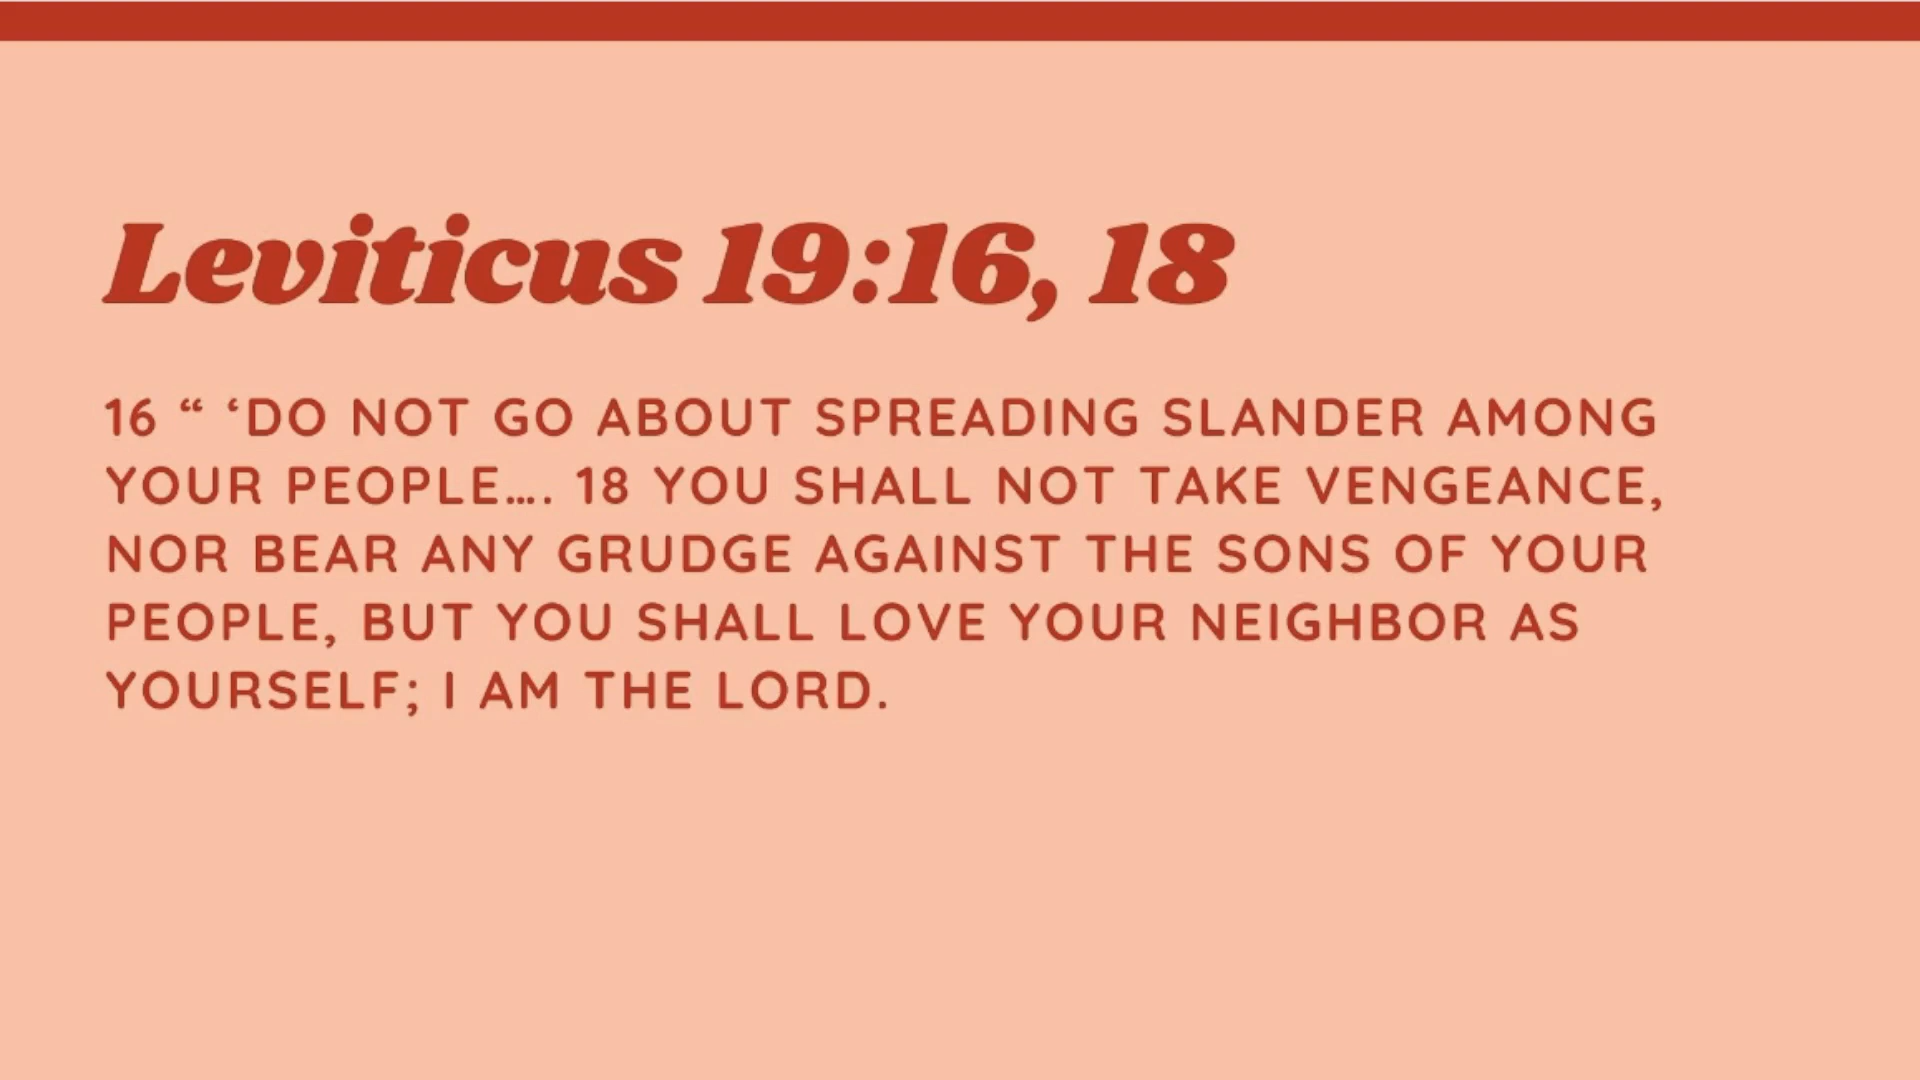 Leviticus 19:16, 18
16 “ ‘DO NOT GO ABOUT SPREADING SLANDER AMONG
YOUR PEOPLE…. 18 YOU SHALL NOT TAKE VENGEANCE,
NOR BEAR ANY GRUDGE AGAINST THE SONS OF YOUR
PEOPLE, BUT YOU SHALL LOVE YOUR NEIGHBOR AS
YOURSELF; I AM THE LORD.